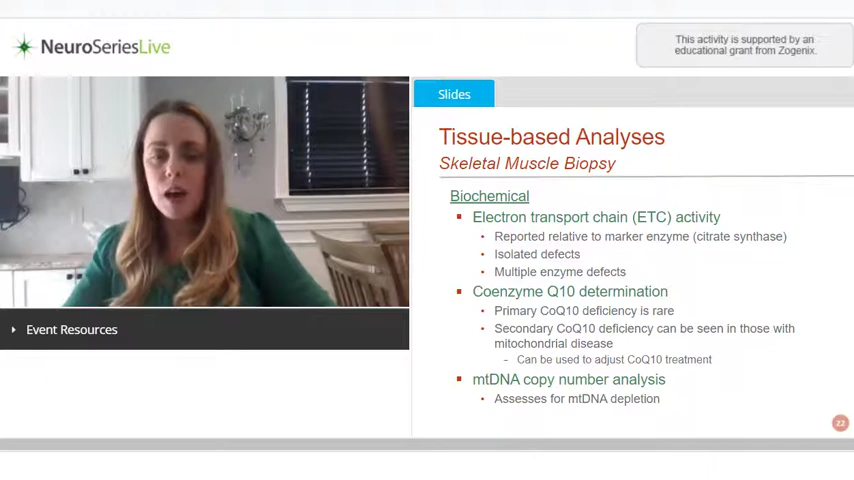 NeuroSeriesLive
This activity is supported by an
educational grant from Zogenix.
Slides
Tissue-based Analyses
Skeletal Muscle Biopsy
Biochemical
▪ Electron transport chain (ETC) activity
• Reported relative to marker enzyme (citrate synthase)
• Isolated defects
• Multiple enzyme defects
▪ Coenzyme Q10 determination
• Primary CoQ10 deficiency is rare
• Secondary CoQ10 deficiency can be seen in those with
mitochondrial disease
– Can be used to adjust CoQ10 treatment
▪ mtDNA copy number analysis
• Assesses for mtDNA depletion
22
Event Resources